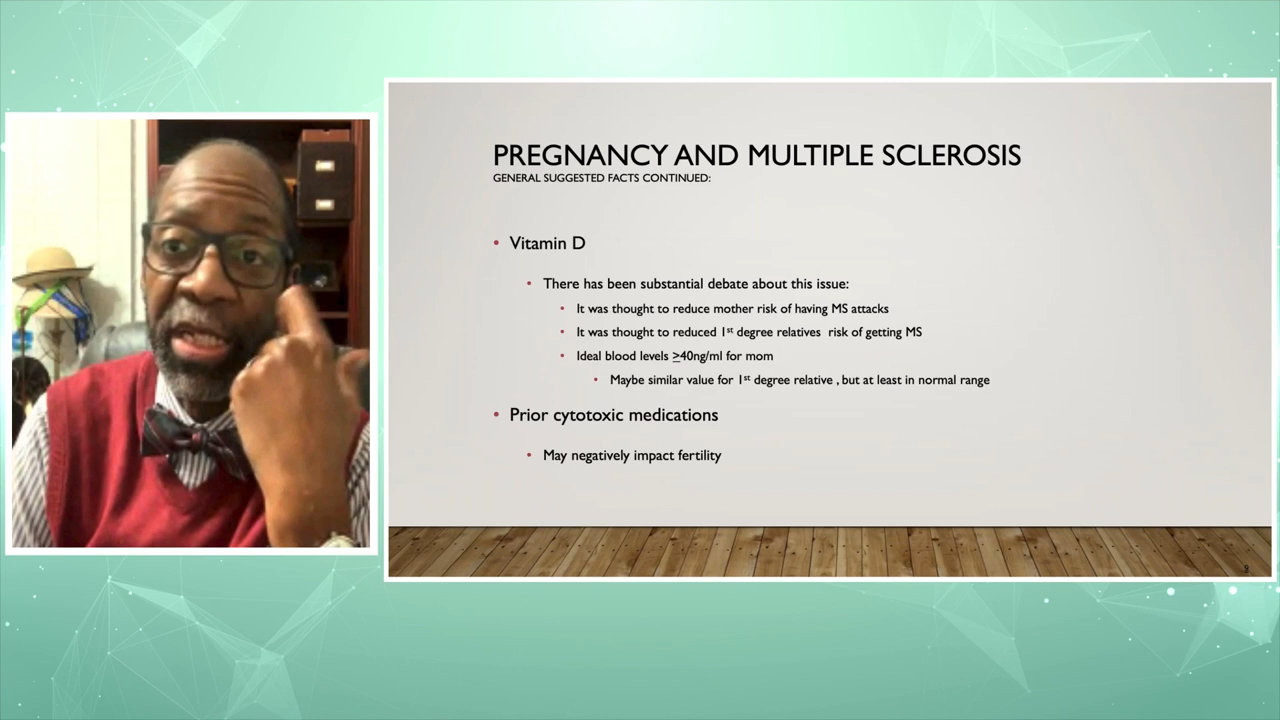 PREGNANCY AND MULTIPLE SCLEROSIS
GENERAL SUGGESTED FACTS CONTINUED:
• Vitamin D
• There has been substantial debate about this issue:
• It was thought to reduce mother risk of having MS attacks
• It was thought to reduced 1st degree relatives risk of getting MS
• Ideal blood levels ≥40ng/ml for mom
• Maybe similar value for 1st degree relative , but at least in normal range
• Prior cytotoxic medications
• May negatively impact fertility